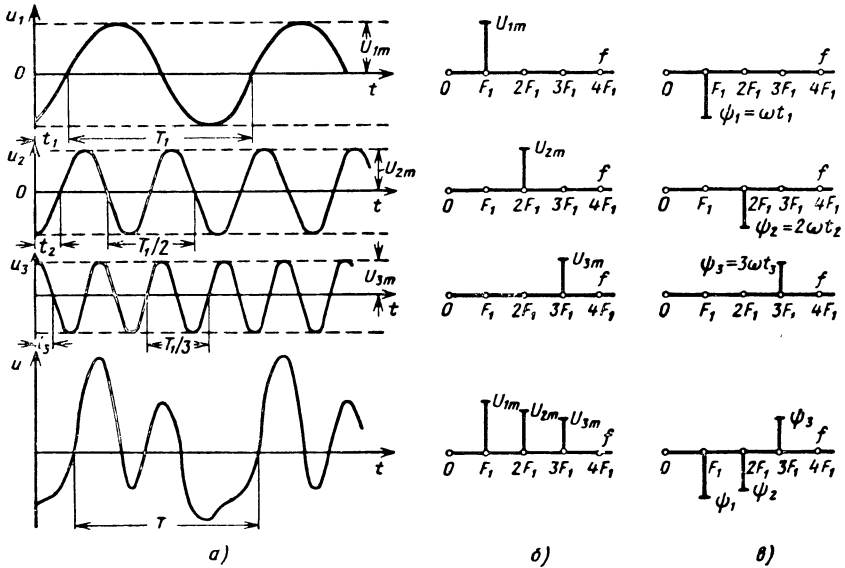 u₁
U₁m
0
t
t₁
T₁
U₁m
f
0 F₁ 2F₁ 3F₁ 4F₁
f
0 F₁ 2F₁ 3F₁ 4F₁
ψ₁=ωt₁
u₂
U₂m
0
t
t₂
T₁/2
U₂m
f
0 F₁ 2F₁ 3F₁ 4F₁
f
0 F₁ 2F₁ 3F₁ 4F₁
ψ₂=2ωt₂
u₃
U₃m
t
t₃
T₁/3
U₃m
f
0 F₁ 2F₁ 3F₁ 4F₁
ψ₃=3ωt₃
f
0 F₁ 2F₁ 3F₁ 4F₁
u
t
T
U₁m U₂m U₃m
f
0 F₁ 2F₁ 3F₁ 4F₁
ψ₃
f
0 F₁ 2F₁ 3F₁ 4F₁
ψ₁ ψ₂
а) б) в)